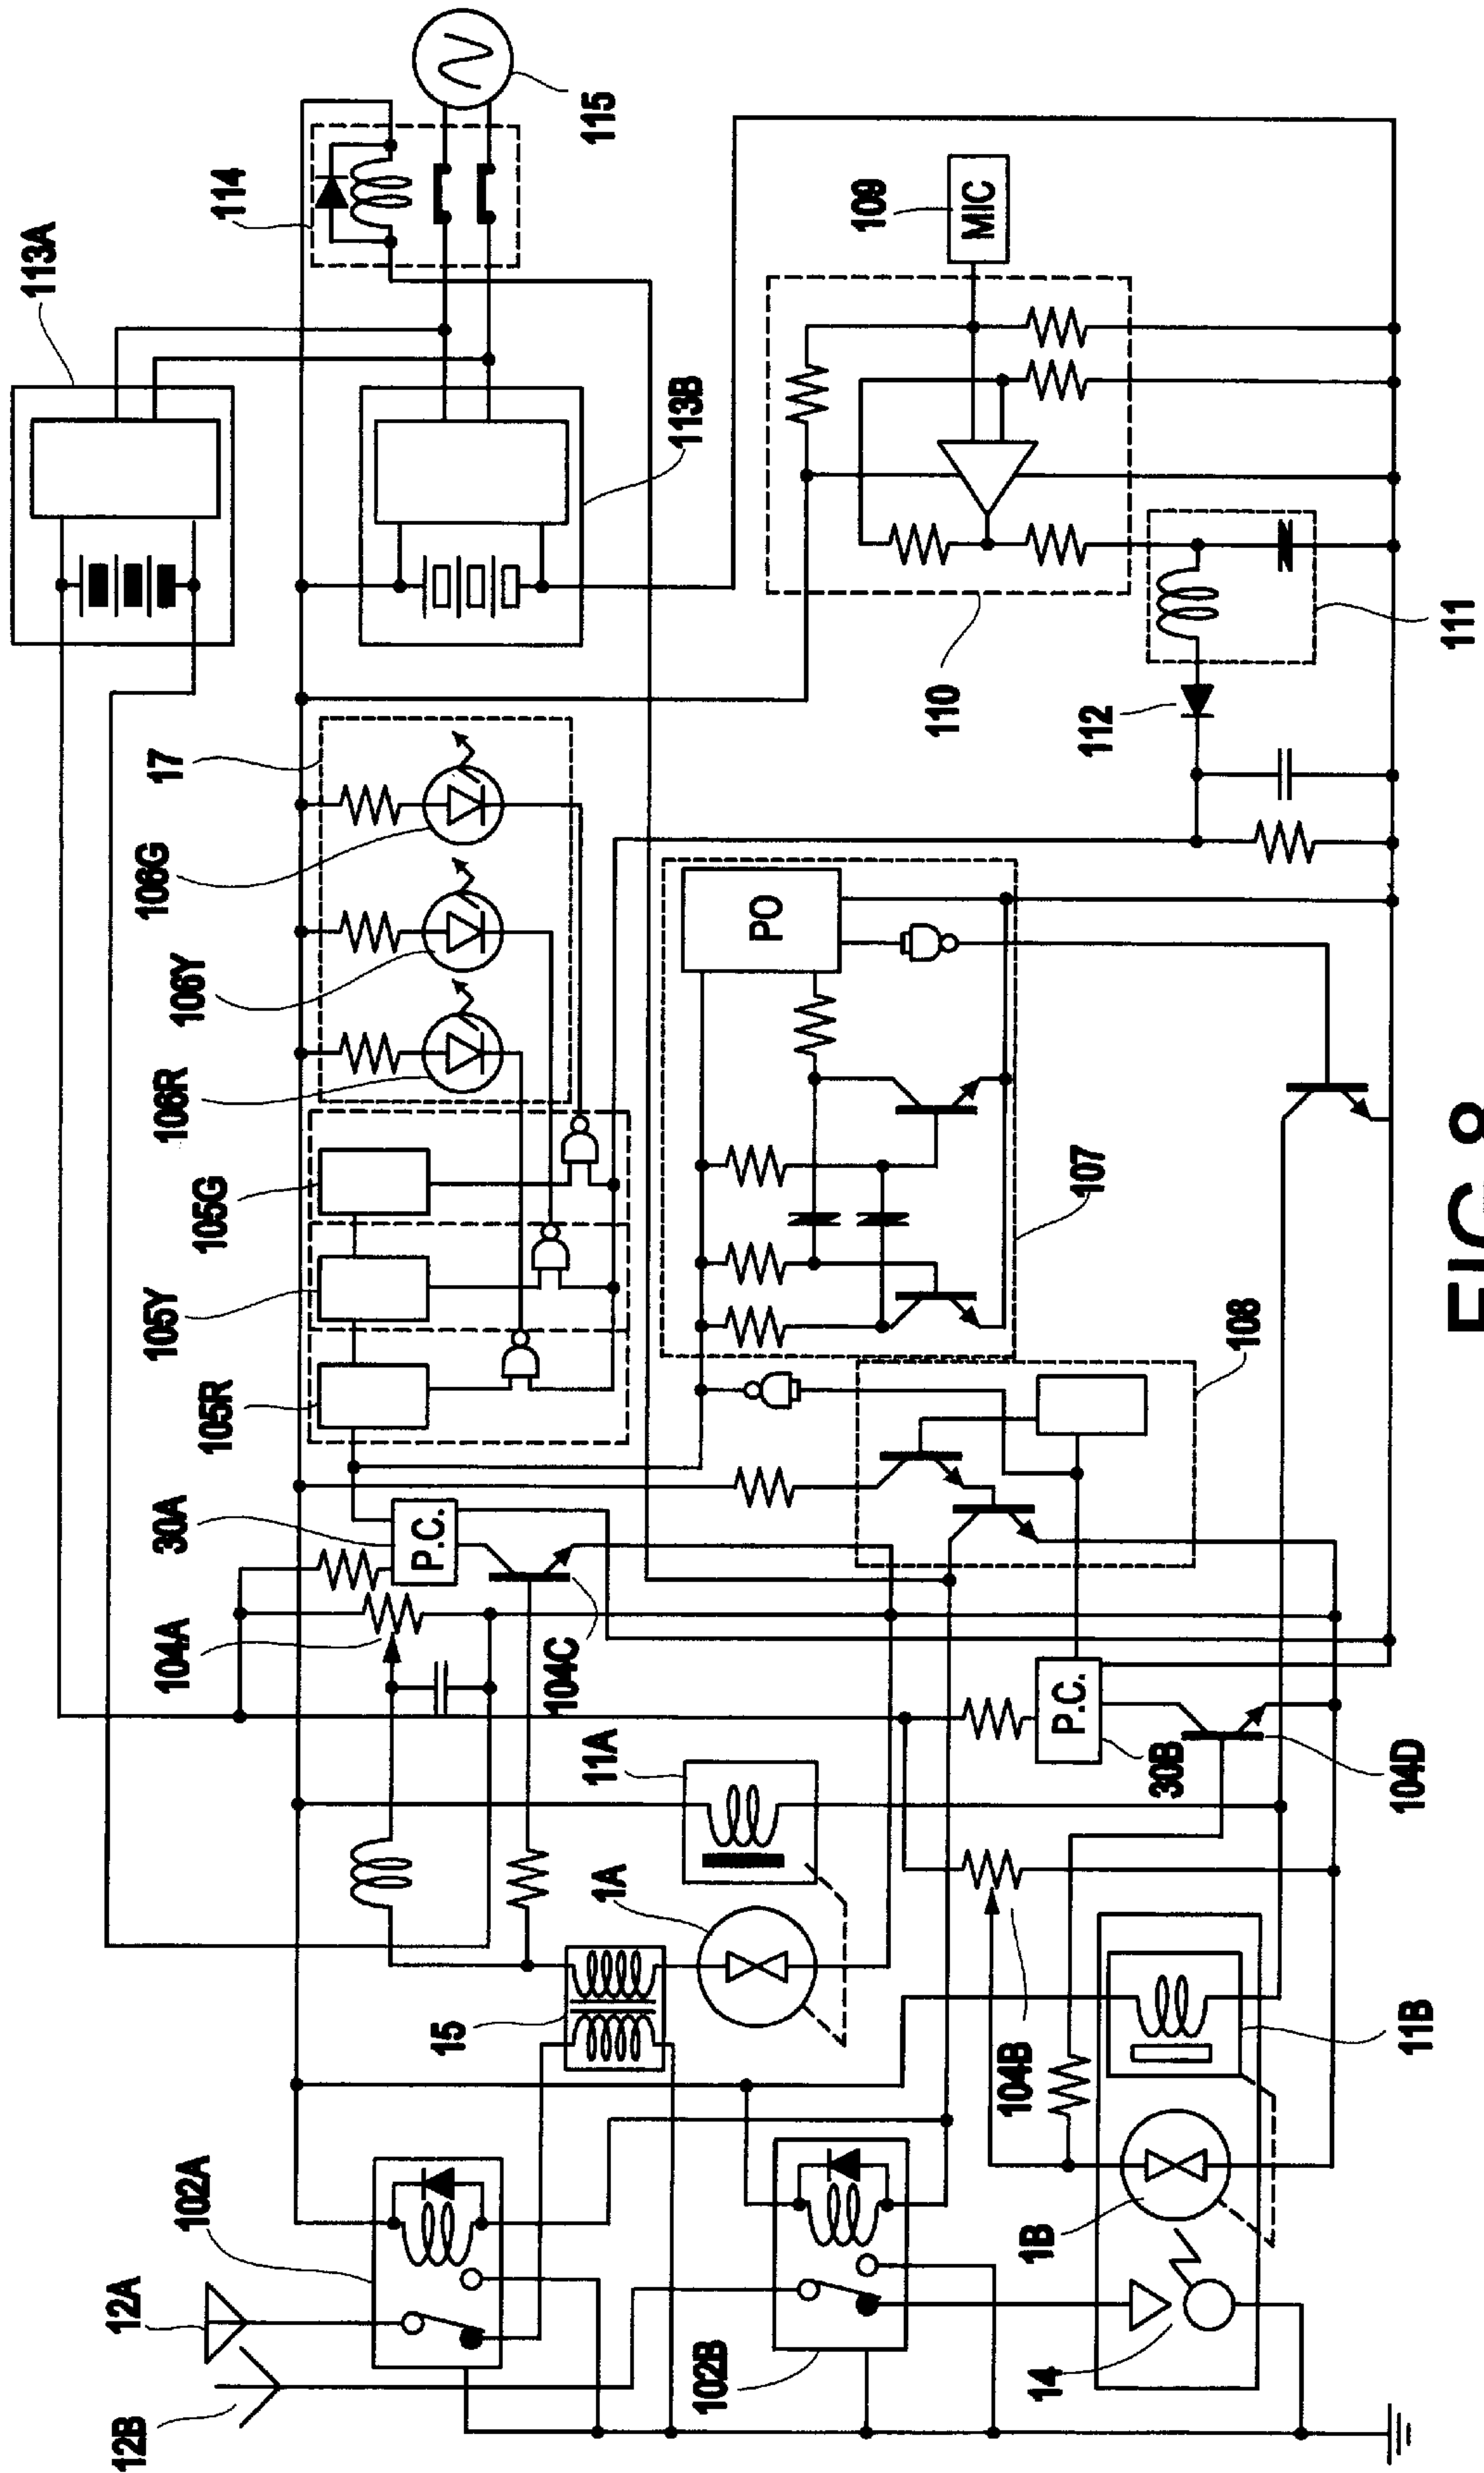 12B
12A
102A
104A
30A
105R
105Y
105G
106R
106Y
106G
17
113A
114
115
P.C.
15
1A
11A
104C
113B
102B
PO
109
MIC
110
14
1B
104B
30B
P.C.
107
112
108
11B
104D
111
FIG. 8